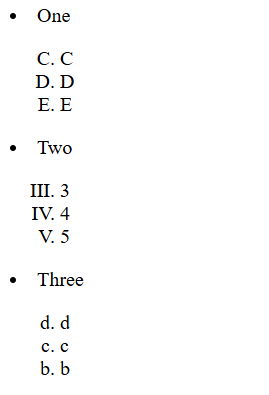 • One
C. C
D. D
E. E
• Two
III. 3
IV. 4
V. 5
• Three
d. d
c. c
b. b